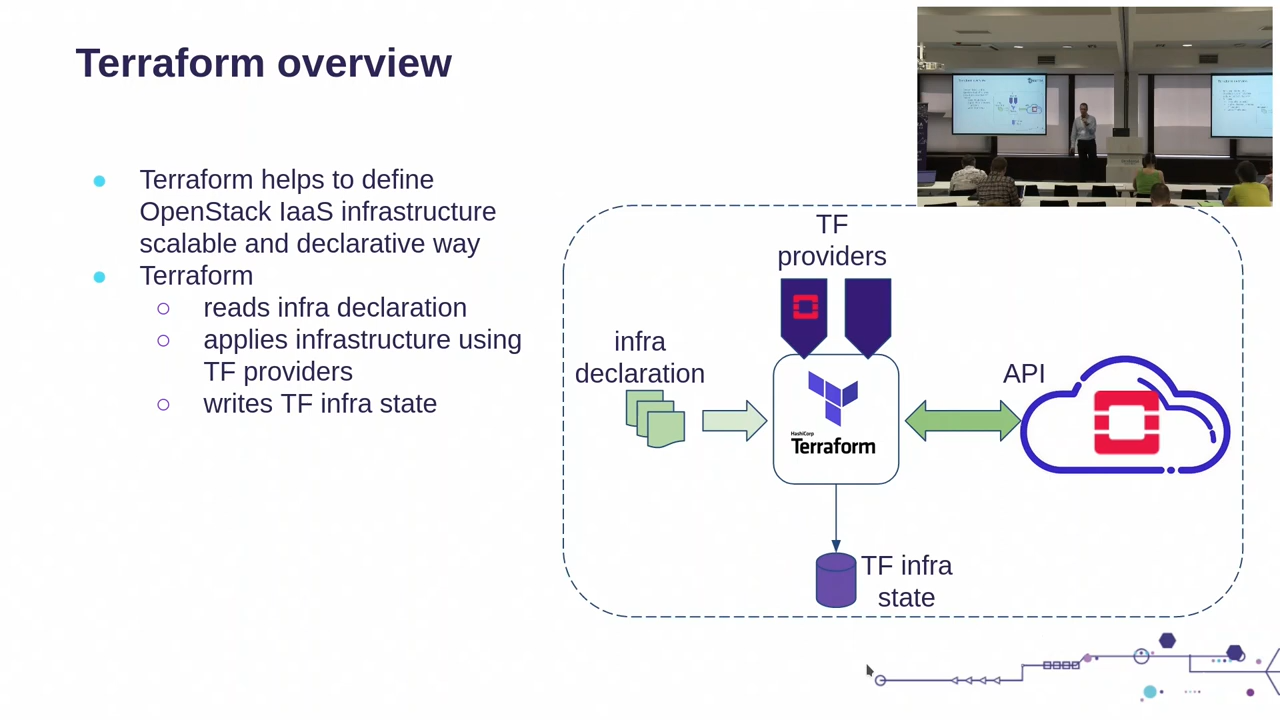 Terraform overview
Terraform helps to define
OpenStack IaaS infrastructure
scalable and declarative way
Terraform
reads infra declaration
applies infrastructure using
TF providers
writes TF infra state
TF
providers
infra
declaration
API
HashiCorp
Terraform
TF infra
state